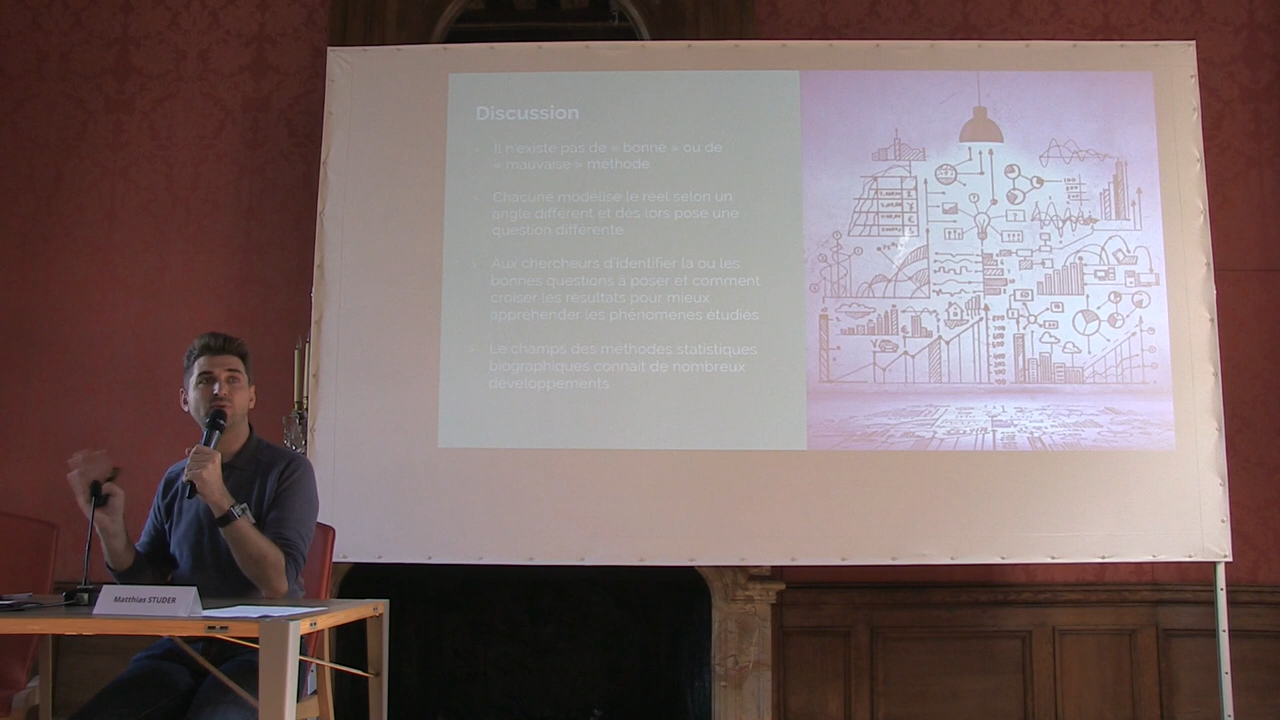 Discussion
Il n'existe pas de « bonne » ou de
« mauvaise » méthode.
Chacune modélise le réel selon un
angle différent et dès lors pose une
question différente.
Aux chercheurs d'identifier la ou les
bonnes questions à poser et comment
croiser les résultats pour mieux
appréhender les phénomènes étudiés
Le champs des méthodes statistiques
biographiques connait de nombreux
développements.
Matthias STUDER